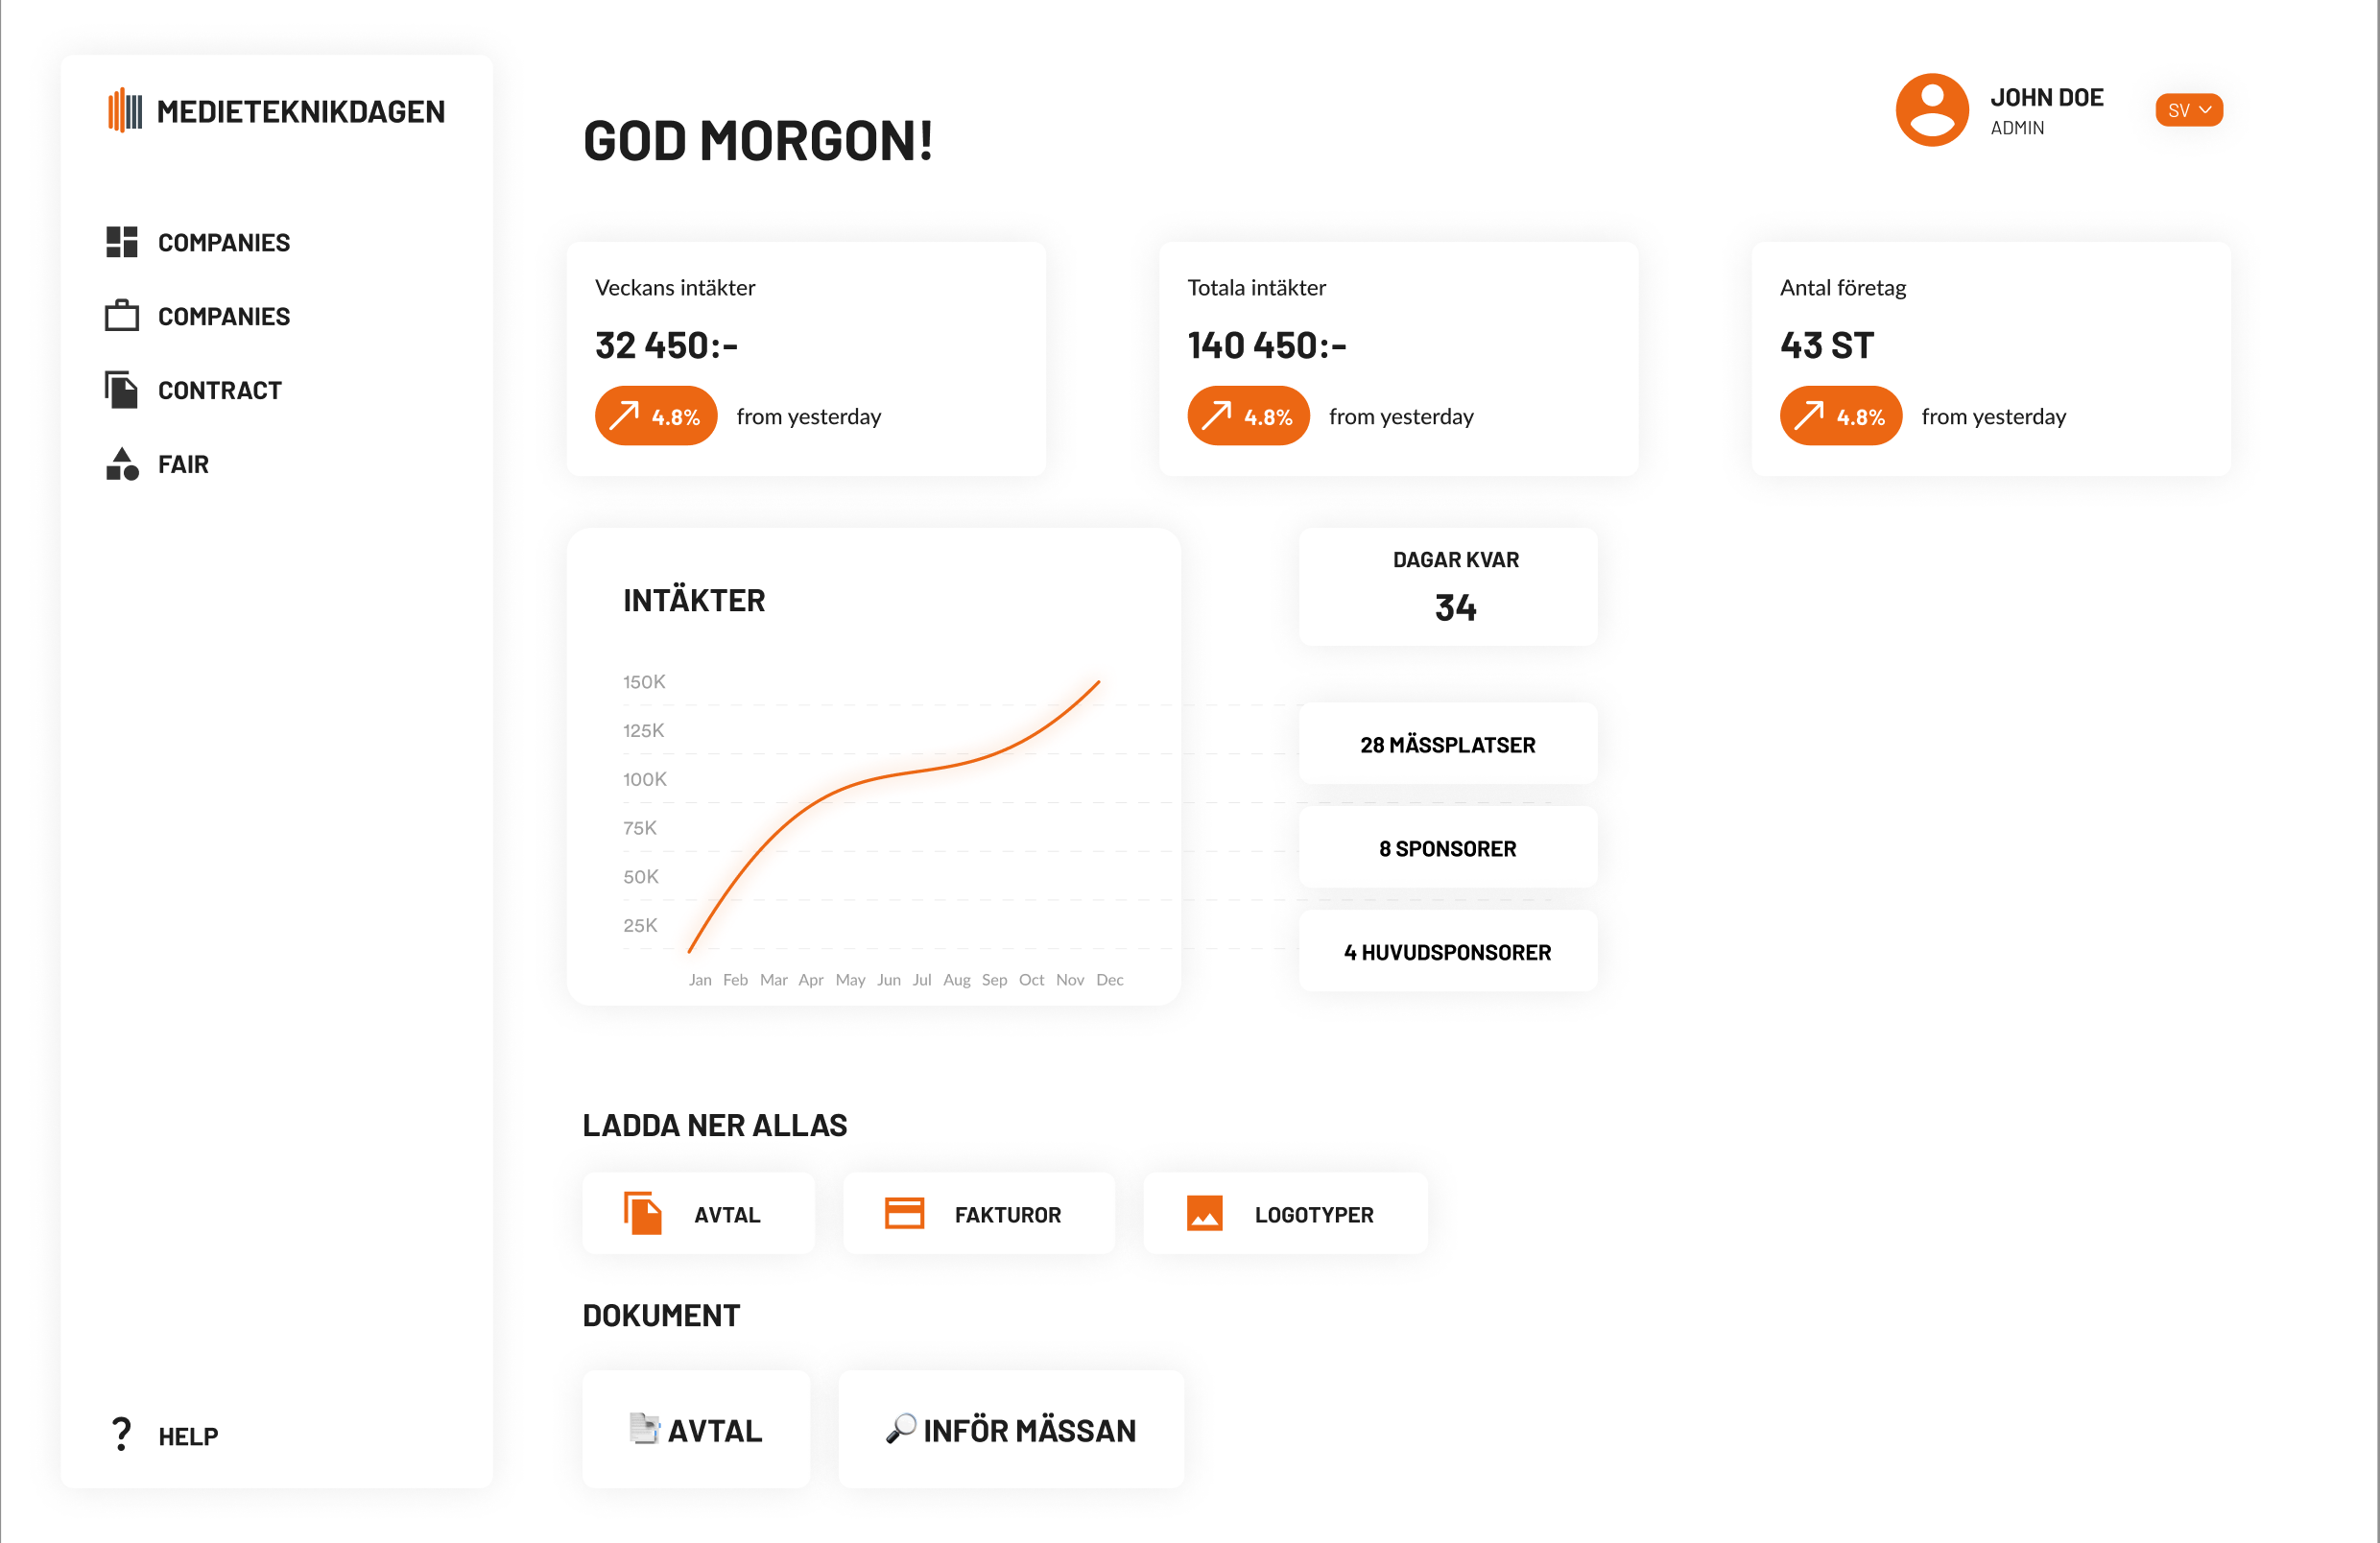 MEDIETEKNIKDAGEN
COMPANIES
COMPANIES
CONTRACT
FAIR
HELP
GOD MORGON!
JOHN DOE
ADMIN
SV
Veckans intäkter
32 450:-
4.8% from yesterday
Totala intäkter
140 450:-
4.8% from yesterday
Antal företag
43 ST
4.8% from yesterday
INTÄKTER
150K
125K
100K
75K
50K
25K
Jan Feb Mar Apr May Jun Jul Aug Sep Oct Nov Dec
DAGAR KVAR
34
28 MÄSSPLATSER
8 SPONSORER
4 HUVUDSPONSORER
LADDA NER ALLAS
AVTAL
FAKTUROR
LOGOTYPER
DOKUMENT
AVTAL
INFÖR MÄSSAN